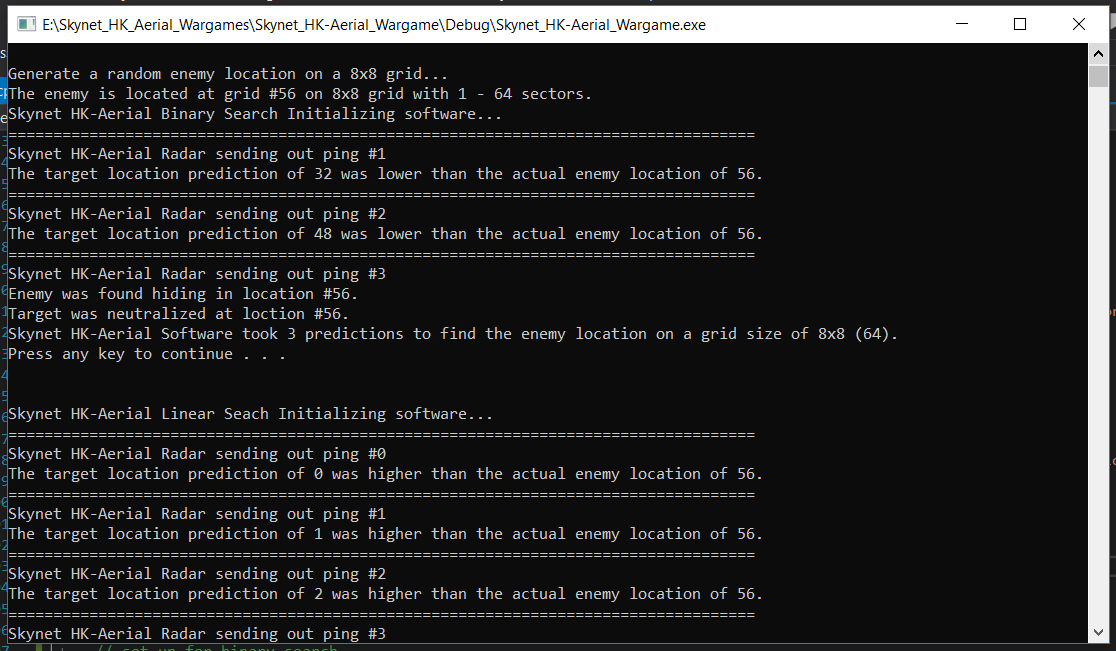 E:\Skynet_HK_Aerial_Wargames\Skynet_HK-Aerial_Wargame\Debug\Skynet_HK-Aerial_Wargame.exe
Generate a random enemy location on a 8x8 grid...
The enemy is located at grid #56 on 8x8 grid with 1 - 64 sectors.
Skynet HK-Aerial Binary Search Initializing software...
===================================================================================
Skynet HK-Aerial Radar sending out ping #1
The target location prediction of 32 was lower than the actual enemy location of 56.
===================================================================================
Skynet HK-Aerial Radar sending out ping #2
The target location prediction of 48 was lower than the actual enemy location of 56.
===================================================================================
Skynet HK-Aerial Radar sending out ping #3
Enemy was found hiding in location #56.
Target was neutralized at loction #56.
Skynet HK-Aerial Software took 3 predictions to find the enemy location on a grid size of 8x8 (64).
Press any key to continue . . .
Skynet HK-Aerial Linear Seach Initializing software...
===================================================================================
Skynet HK-Aerial Radar sending out ping #0
The target location prediction of 0 was higher than the actual enemy location of 56.
===================================================================================
Skynet HK-Aerial Radar sending out ping #1
The target location prediction of 1 was higher than the actual enemy location of 56.
===================================================================================
Skynet HK-Aerial Radar sending out ping #2
The target location prediction of 2 was higher than the actual enemy location of 56.
===================================================================================
Skynet HK-Aerial Radar sending out ping #3